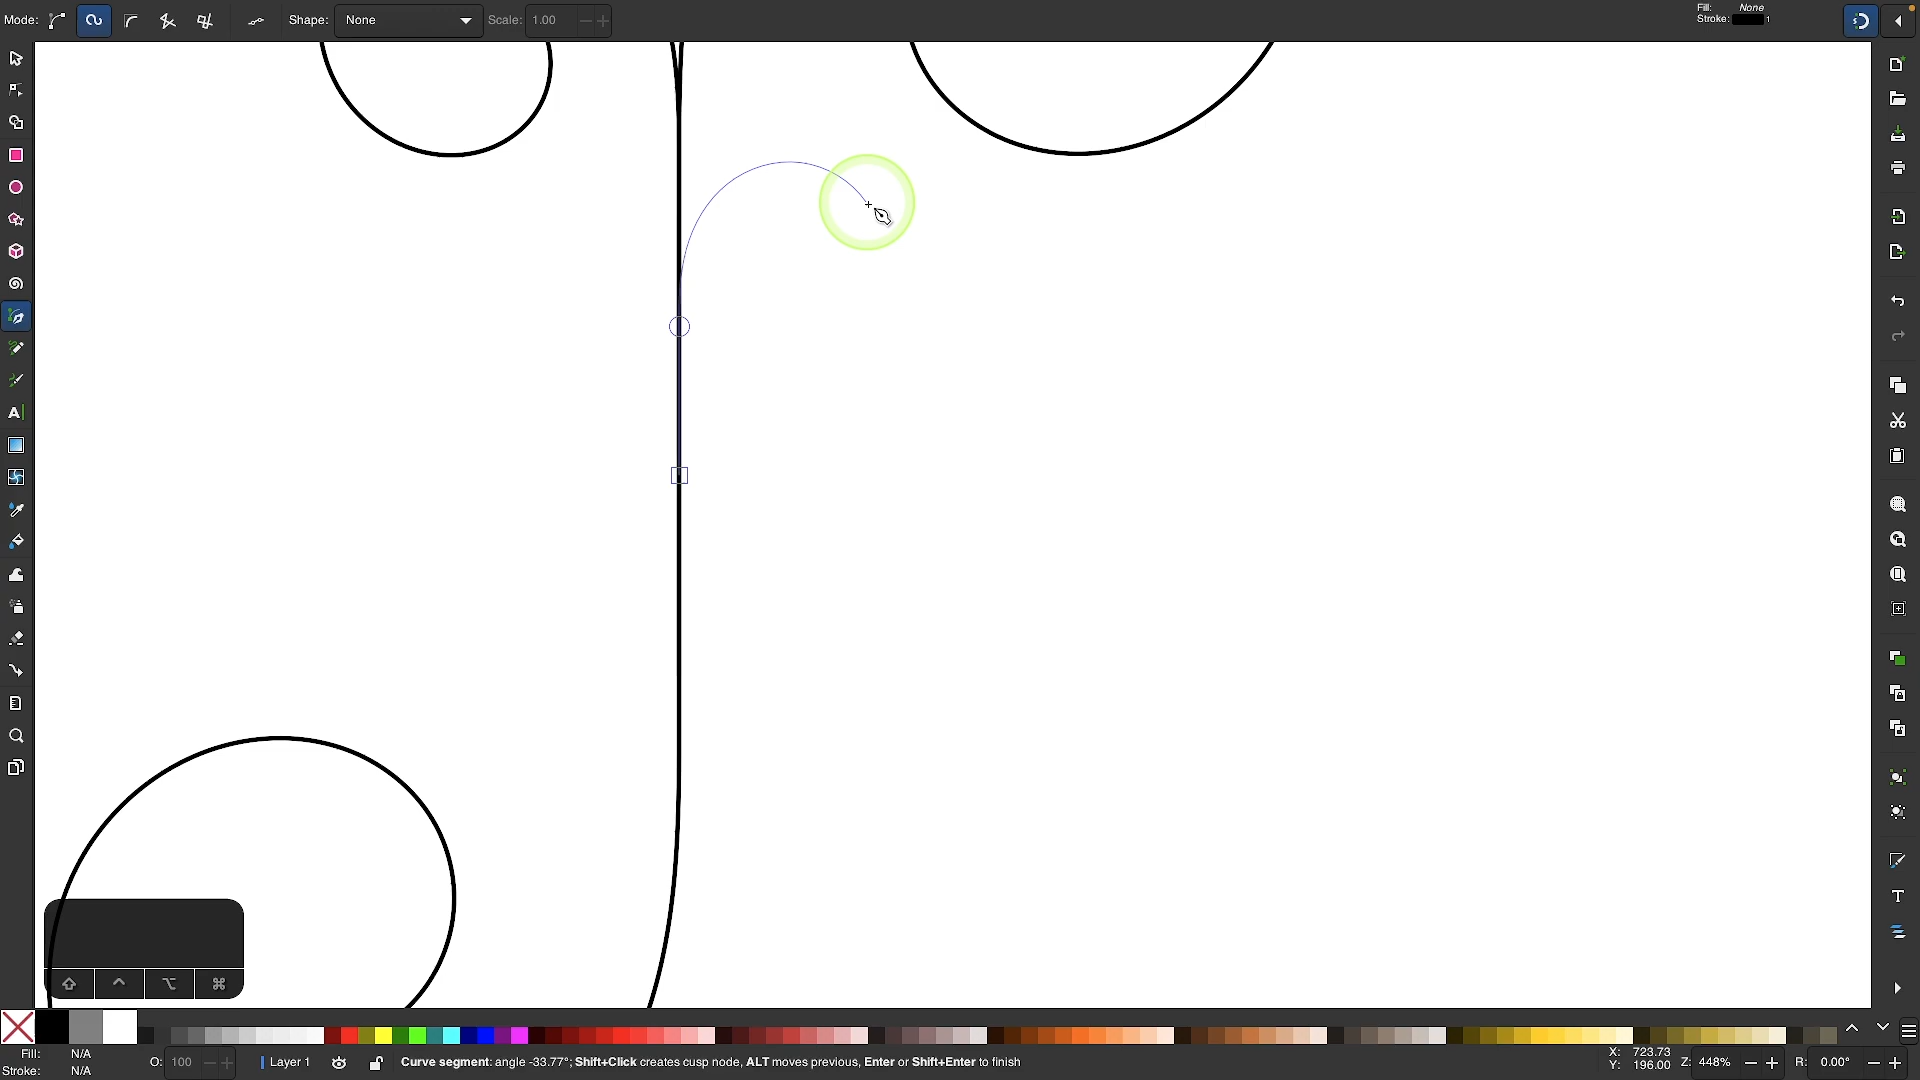 Mode: Shape: None Scale: 1.00
Fill: None
Stroke: 1
Fill: N/A
Stroke: N/A
O: 100 Layer 1 Curve segment: angle -33.77°; Shift+Click creates cusp node, ALT moves previous, Enter or Shift+Enter to finish
X: 723.73
Y: 196.00
Z: 448% R: 0.00°